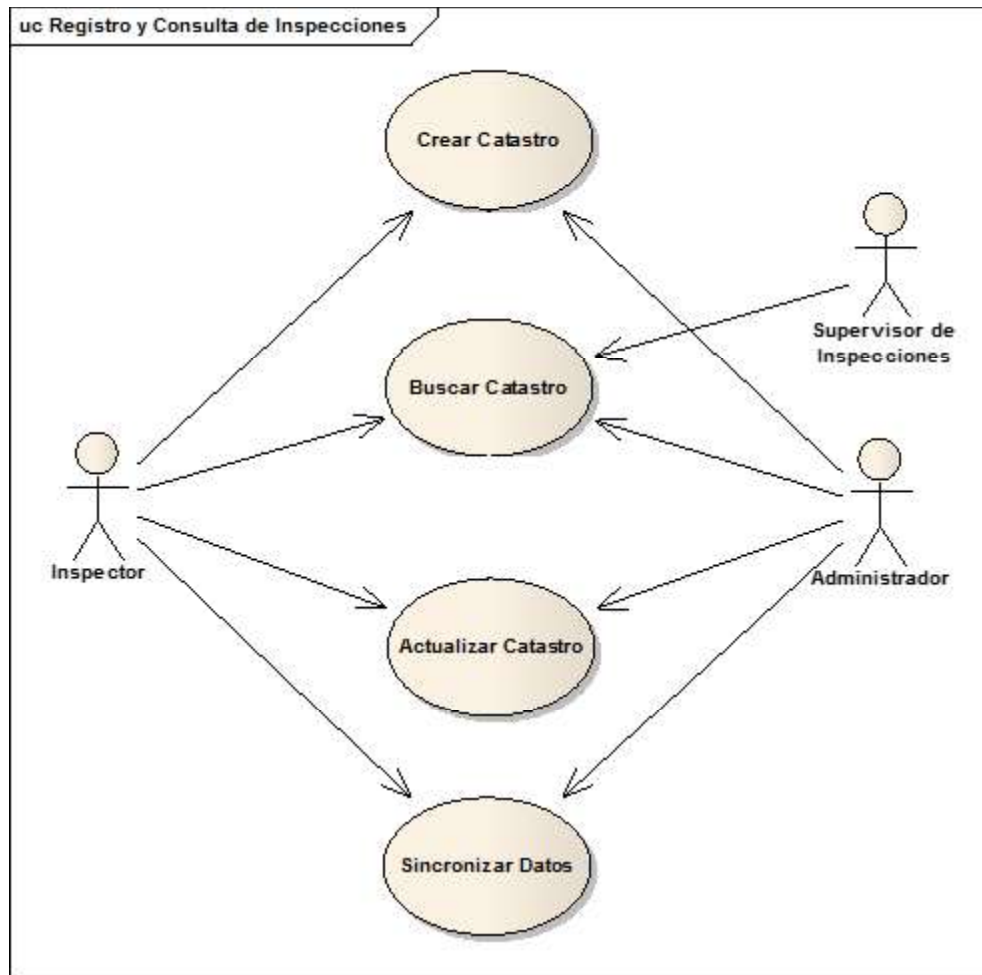 uc Registro y Consulta de Inspecciones
Crear Catastro
Supervisor de
Inspecciones
Buscar Catastro
Inspector
Administrador
Actualizar Catastro
Sincronizar Datos